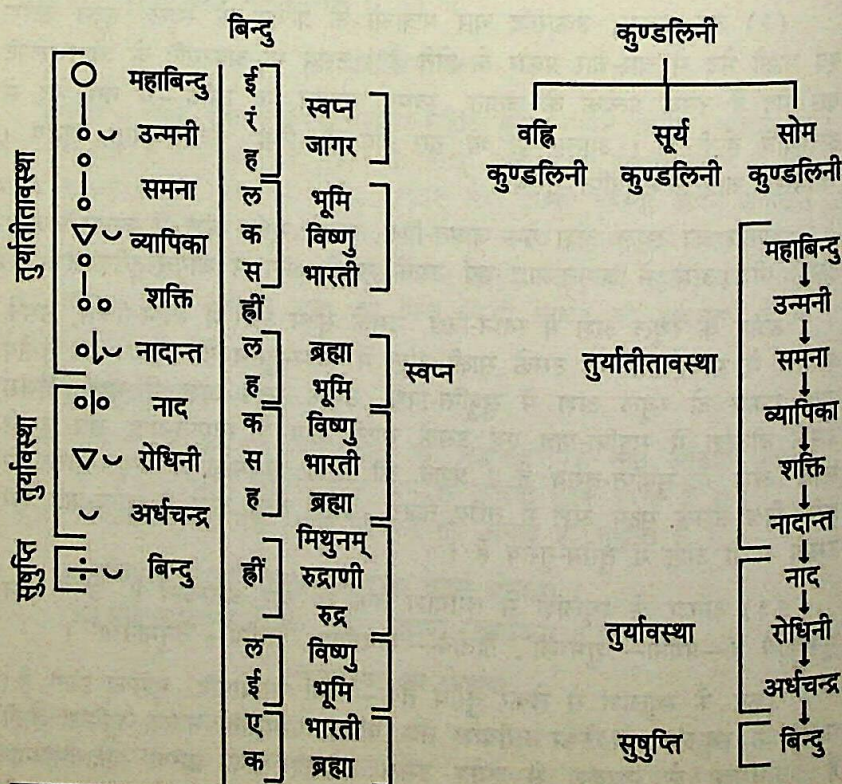 बिन्दु
तुर्यातीतावस्था
महाबिन्दु
उन्मनी
समना
व्यापिका
शक्ति
नादान्त
तुर्यावस्था
नाद
रोधिनी
अर्धचन्द्र
सुषुप्ति
बिन्दु
ई
ह
स्वप्न
जागर
ल भूमि
क विष्णु
स भारती
ह्रीं
ल ब्रह्मा
ह भूमि
क विष्णु
स भारती
ह ब्रह्मा
स्वप्न
मिथुनम्
ह्रीं रुद्राणी
रुद्र
ल विष्णु
ई भूमि
ए भारती
क ब्रह्मा
कुण्डलिनी
वह्नि सूर्य सोम
कुण्डलिनी कुण्डलिनी कुण्डलिनी
तुर्यातीतावस्था
महाबिन्दु
उन्मनी
समना
व्यापिका
शक्ति
नादान्त
तुर्यावस्था
नाद
रोधिनी
अर्धचन्द्र
सुषुप्ति
बिन्दु